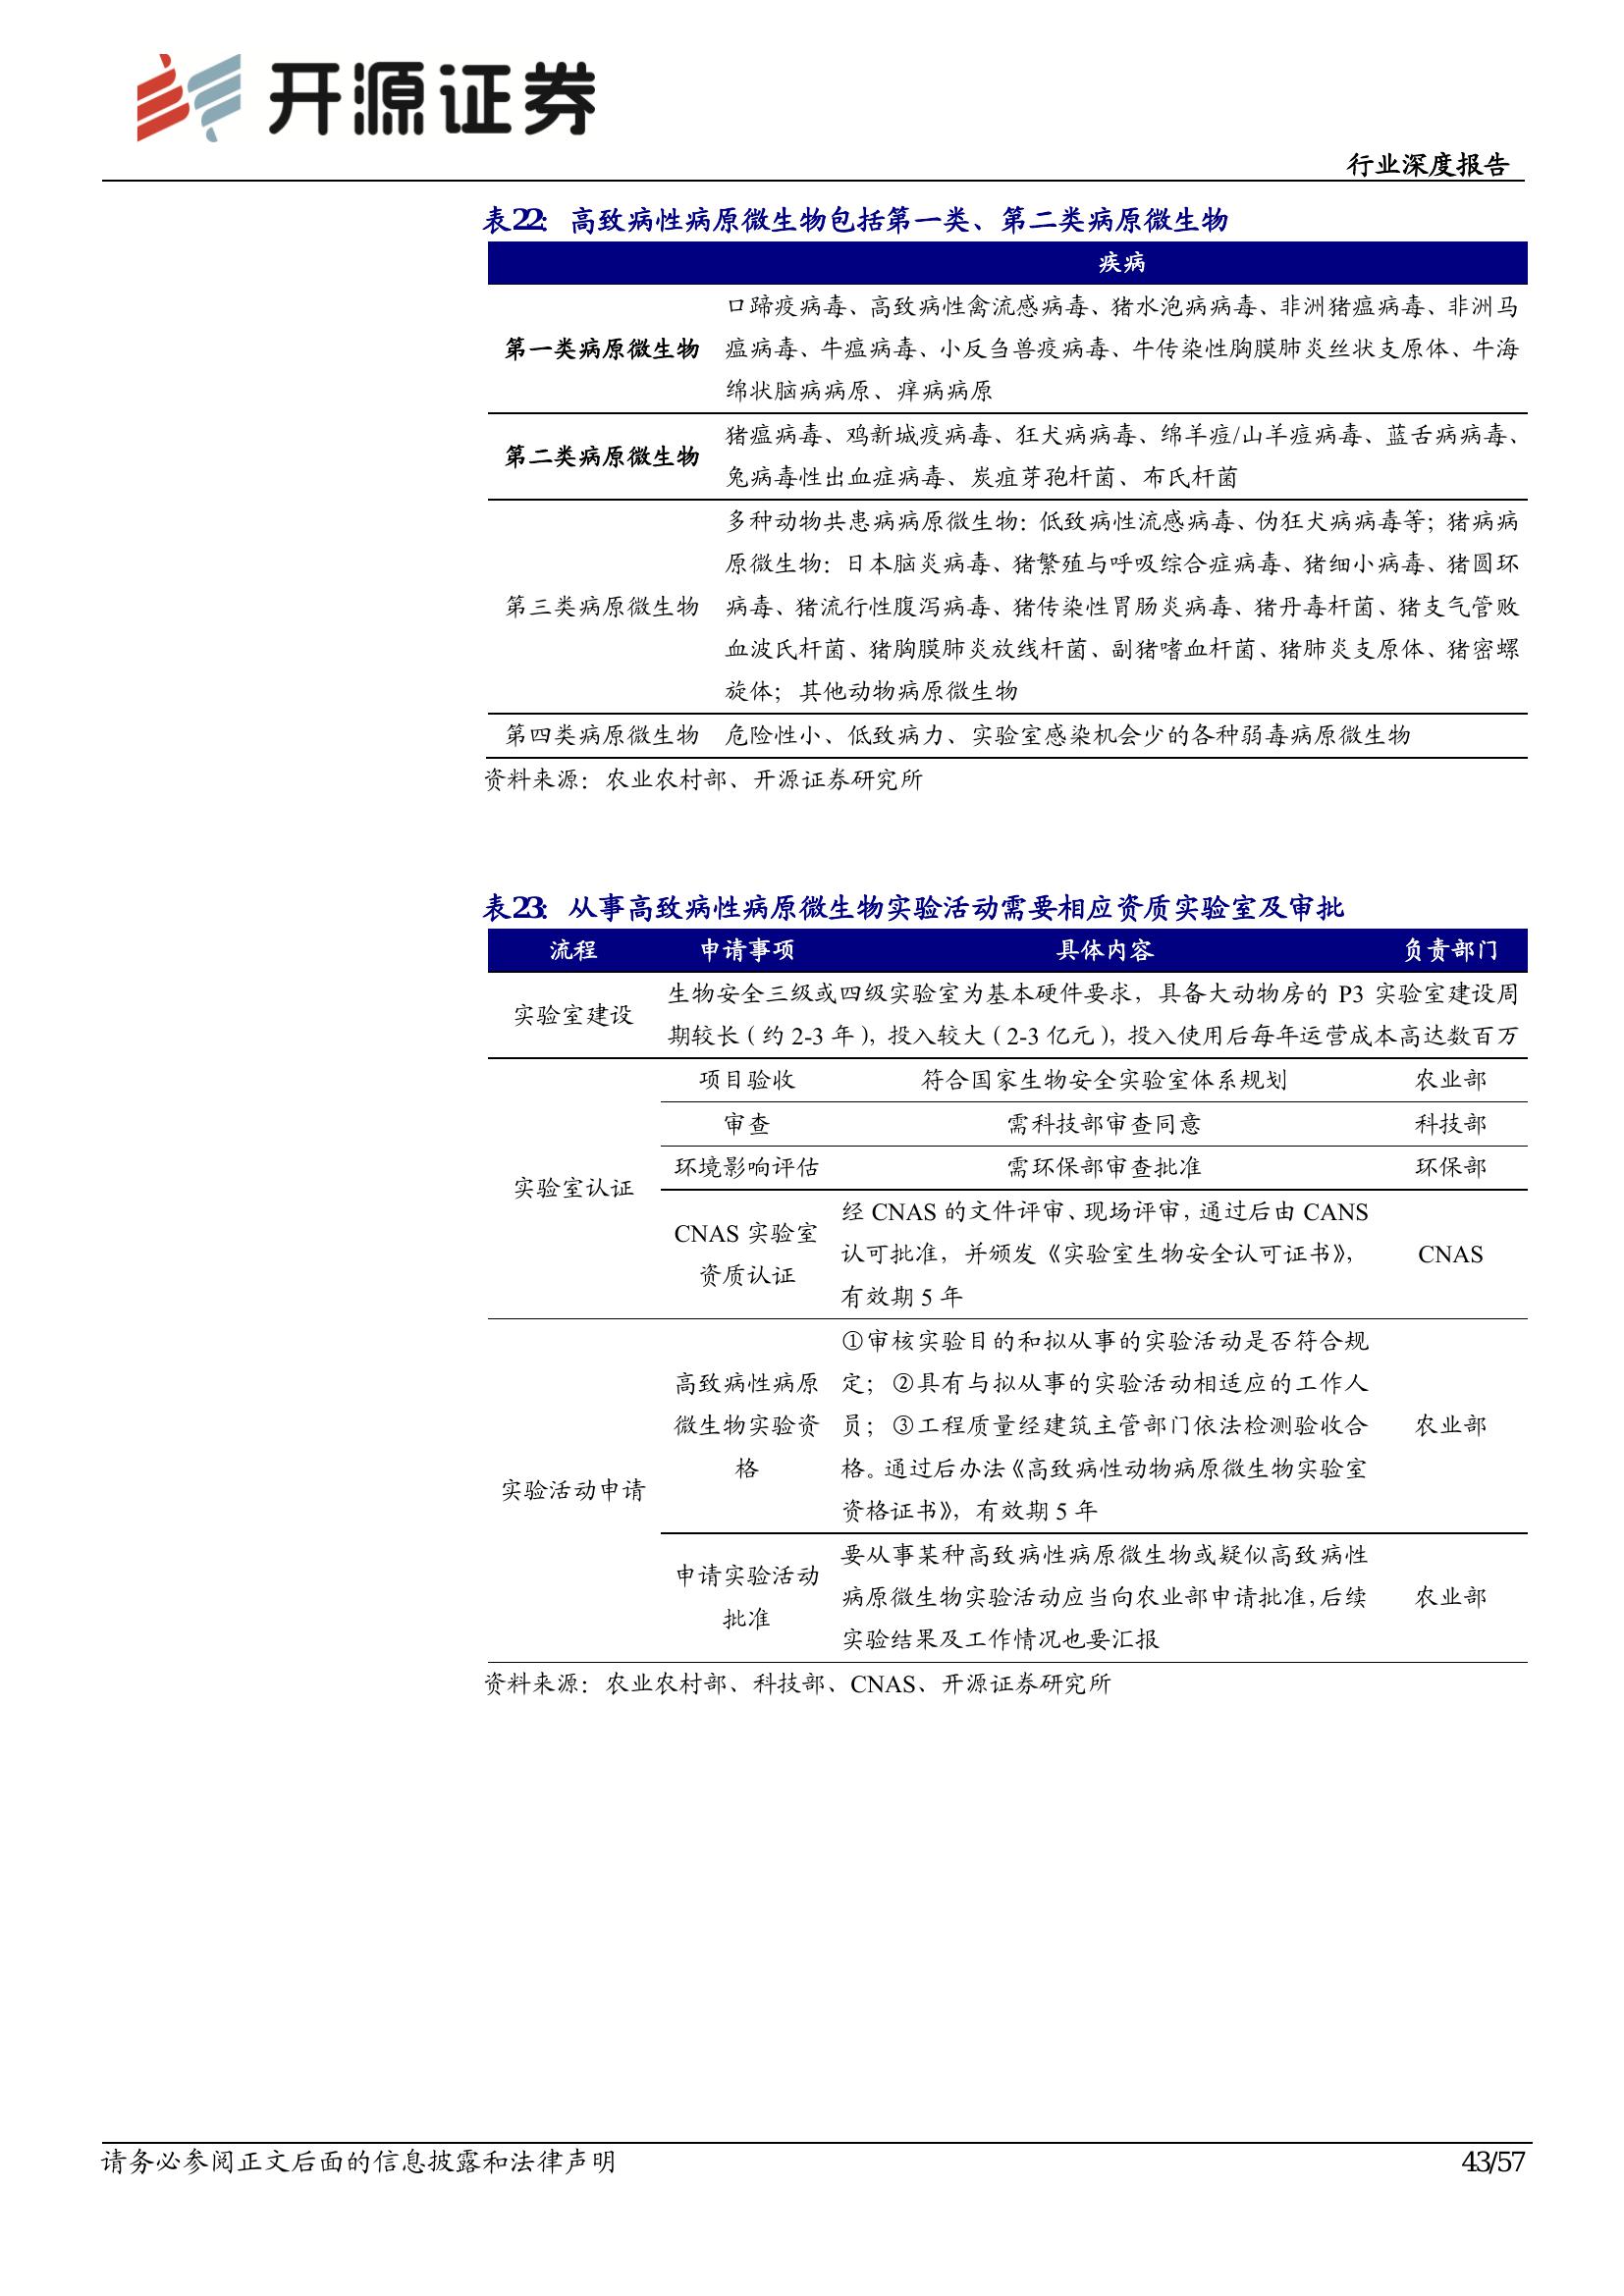 开源证券
行业深度报告
表22：高致病性病原微生物包括第一类、第二类病原微生物
疾病
第一类病原微生物
口蹄疫病毒、高致病性禽流感病毒、猪水泡病病毒、非洲猪瘟病毒、非洲马
瘟病毒、牛瘟病毒、小反刍兽疫病毒、牛传染性胸膜肺炎丝状支原体、牛海
绵状脑病病原、痒病病原
第二类病原微生物
猪瘟病毒、鸡新城疫病毒、狂犬病病毒、绵羊痘/山羊痘病毒、蓝舌病病毒、
兔病毒性出血症病毒、炭疽芽孢杆菌、布氏杆菌
第三类病原微生物
多种动物共患病病原微生物：低致病性流感病毒、伪狂犬病病毒等；猪病病
原微生物：日本脑炎病毒、猪繁殖与呼吸综合症病毒、猪细小病毒、猪圆环
病毒、猪流行性腹泻病毒、猪传染性胃肠炎病毒、猪丹毒杆菌、猪支气管败
血波氏杆菌、猪胸膜肺炎放线杆菌、副猪嗜血杆菌、猪肺炎支原体、猪密螺
旋体；其他动物病原微生物
第四类病原微生物 危险性小、低致病力、实验室感染机会少的各种弱毒病原微生物
资料来源：农业农村部、开源证券研究所
表23：从事高致病性病原微生物实验活动需要相应资质实验室及审批
流程 申请事项 具体内容 负责部门
实验室建设
生物安全三级或四级实验室为基本硬件要求，具备大动物房的 P3 实验室建设周
期较长（约 2-3 年），投入较大（2-3 亿元），投入使用后每年运营成本高达数百万
实验室认证
项目验收 符合国家生物安全实验室体系规划 农业部
审查 需科技部审查同意 科技部
环境影响评估 需环保部审查批准 环保部
CNAS 实验室
资质认证
经 CNAS 的文件评审、现场评审，通过后由 CANS
认可批准，并颁发《实验室生物安全认可证书》，
有效期 5 年
CNAS
实验活动申请
高致病性病原
微生物实验资
格
①审核实验目的和拟从事的实验活动是否符合规
定；②具有与拟从事的实验活动相适应的工作人
员；③工程质量经建筑主管部门依法检测验收合
格。通过后办法《高致病性动物病原微生物实验室
资格证书》，有效期 5 年
农业部
申请实验活动
批准
要从事某种高致病性病原微生物或疑似高致病性
病原微生物实验活动应当向农业部申请批准，后续
实验结果及工作情况也要汇报
农业部
资料来源：农业农村部、科技部、CNAS、开源证券研究所
请务必参阅正文后面的信息披露和法律声明
43/57